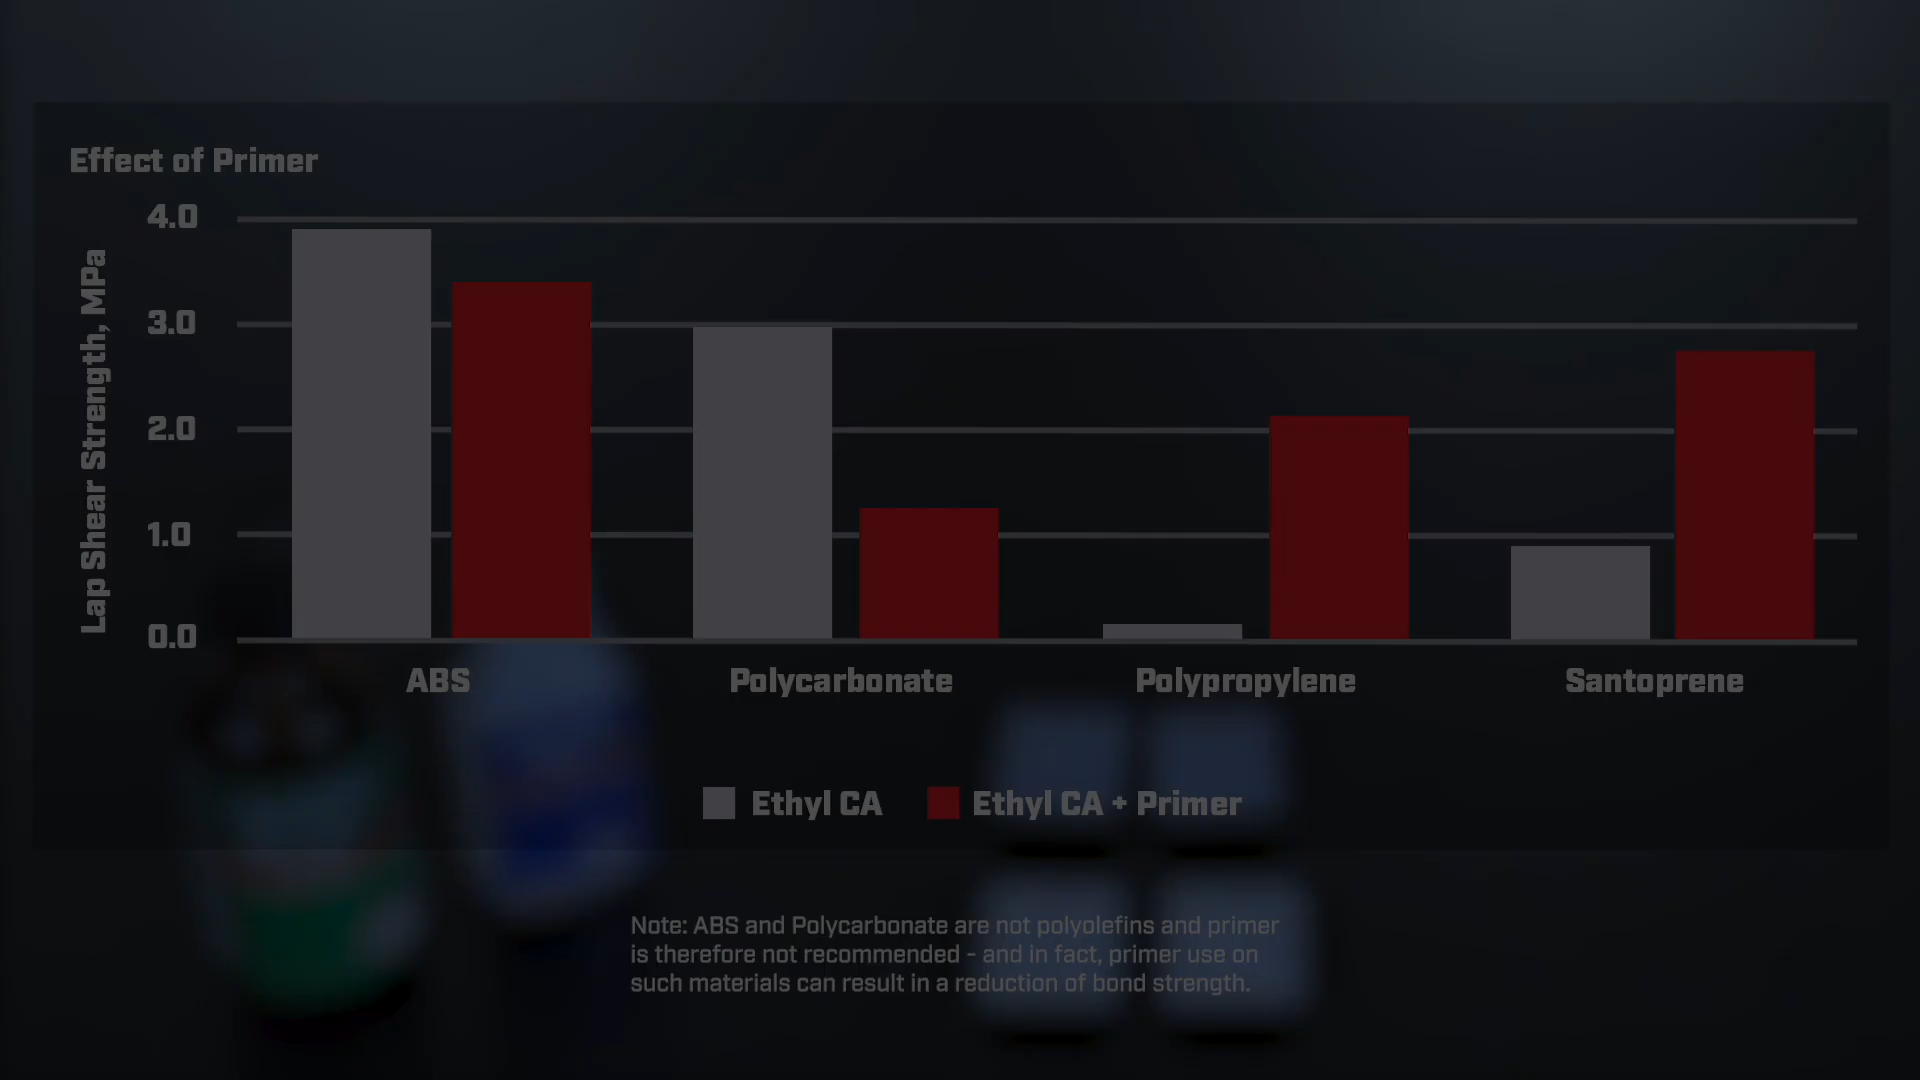 Effect of Primer
4.0
3.0
2.0
1.0
0.0
Lap Shear Strength, MPa
ABS
Polycarbonate
Polypropylene
Santoprene
Ethyl CA
Ethyl CA + Primer
Note: ABS and Polycarbonate are not polyolefins and primer
is therefore not recommended - and in fact, primer use on
such materials can result in a reduction of bond strength.